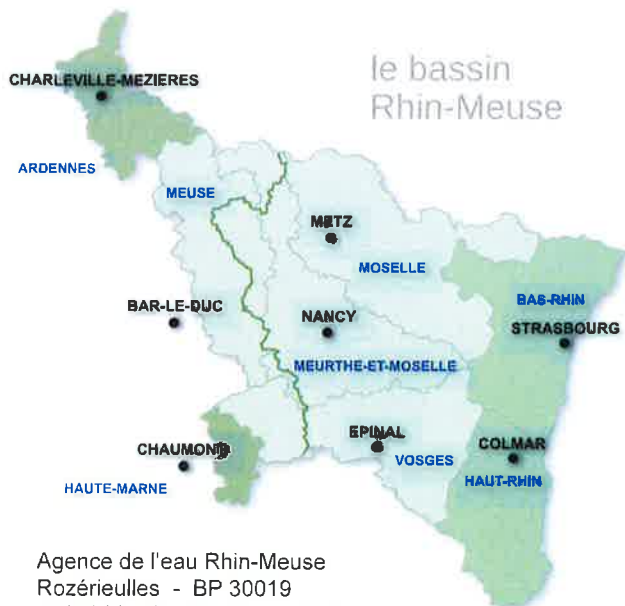 le bassin
Rhin-Meuse
CHARLEVILLE-MEZIERES
ARDENNES
MEUSE
METZ
MOSELLE
BAR-LE-DUC
NANCY
BAS-RHIN
STRASBOURG
MEURTHE-ET-MOSELLE
CHAUMONT
EPINAL
VOSGES
COLMAR
HAUTE-MARNE
HAUT-RHIN
Agence de l'eau Rhin-Meuse
Rozérieulles - BP 30019